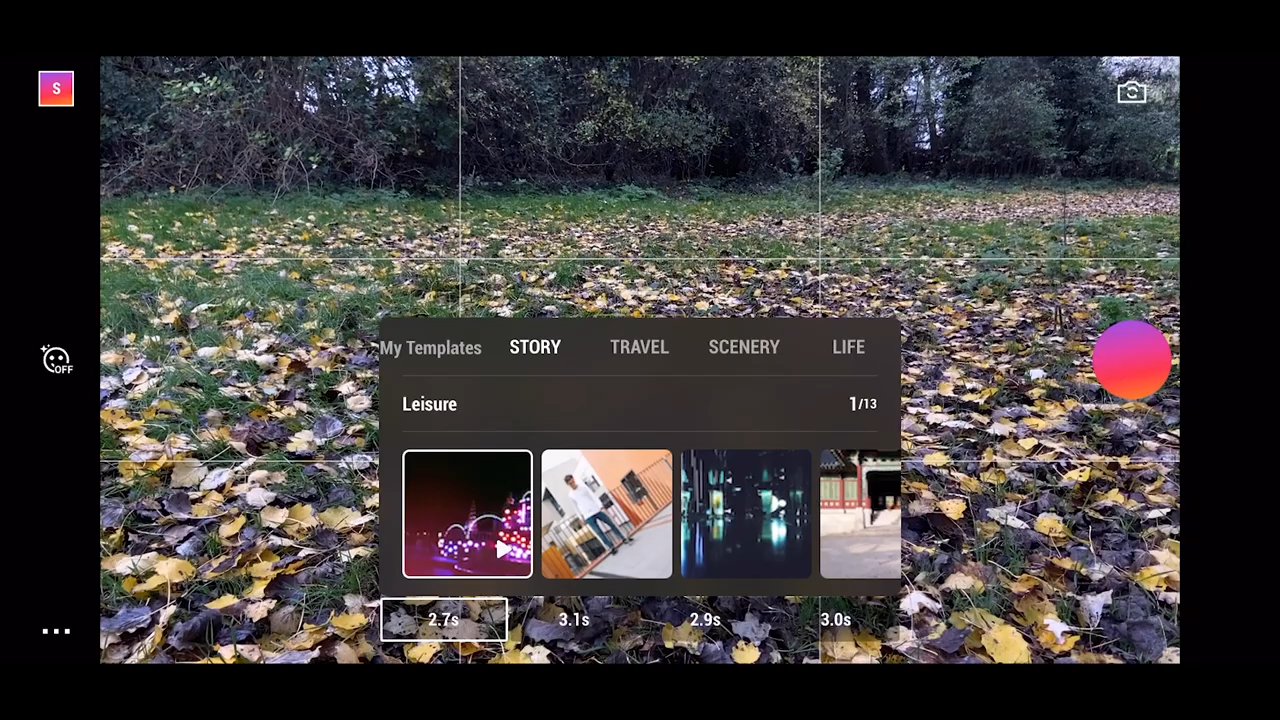 S
My Templates STORY TRAVEL SCENERY LIFE
OFF
Leisure 1/13
2.7s 3.1s 2.9s 3.0s